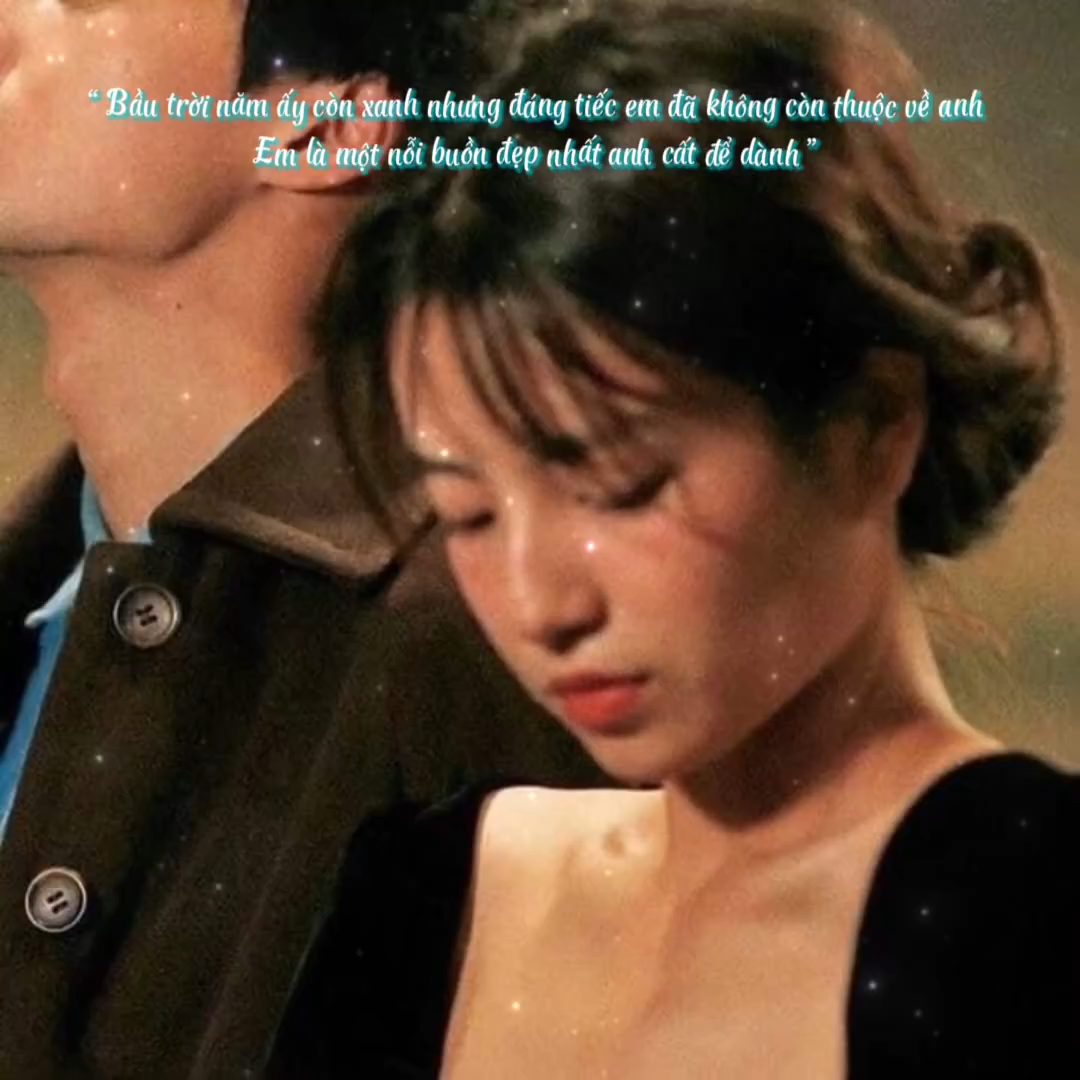 “ Bầu trời năm ấy còn xanh nhưng đáng tiếc em đã không còn thuộc về anh
Em là một nỗi buồn đẹp nhất anh cất để dành ”